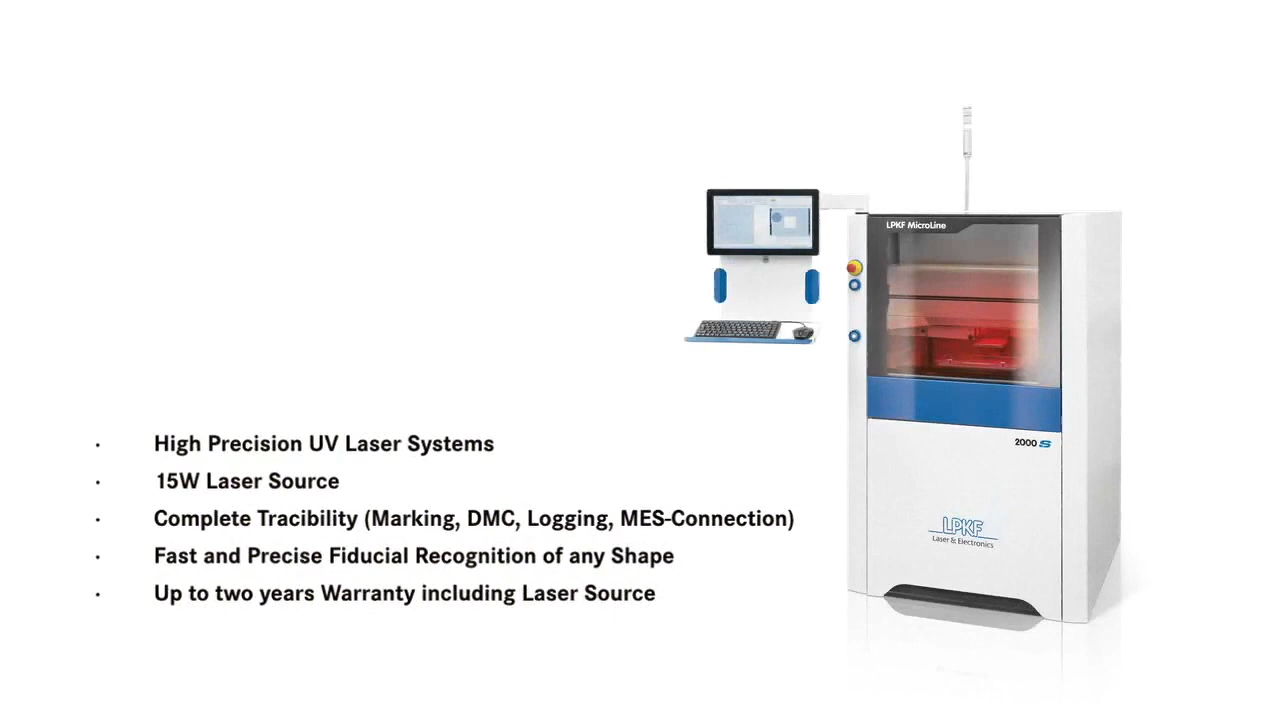 LPKF MicroLine
2000 S
LPKF
Laser & Electronics
· High Precision UV Laser Systems
· 15W Laser Source
· Complete Tracibility (Marking, DMC, Logging, MES-Connection)
· Fast and Precise Fiducial Recognition of any Shape
· Up to two years Warranty including Laser Source